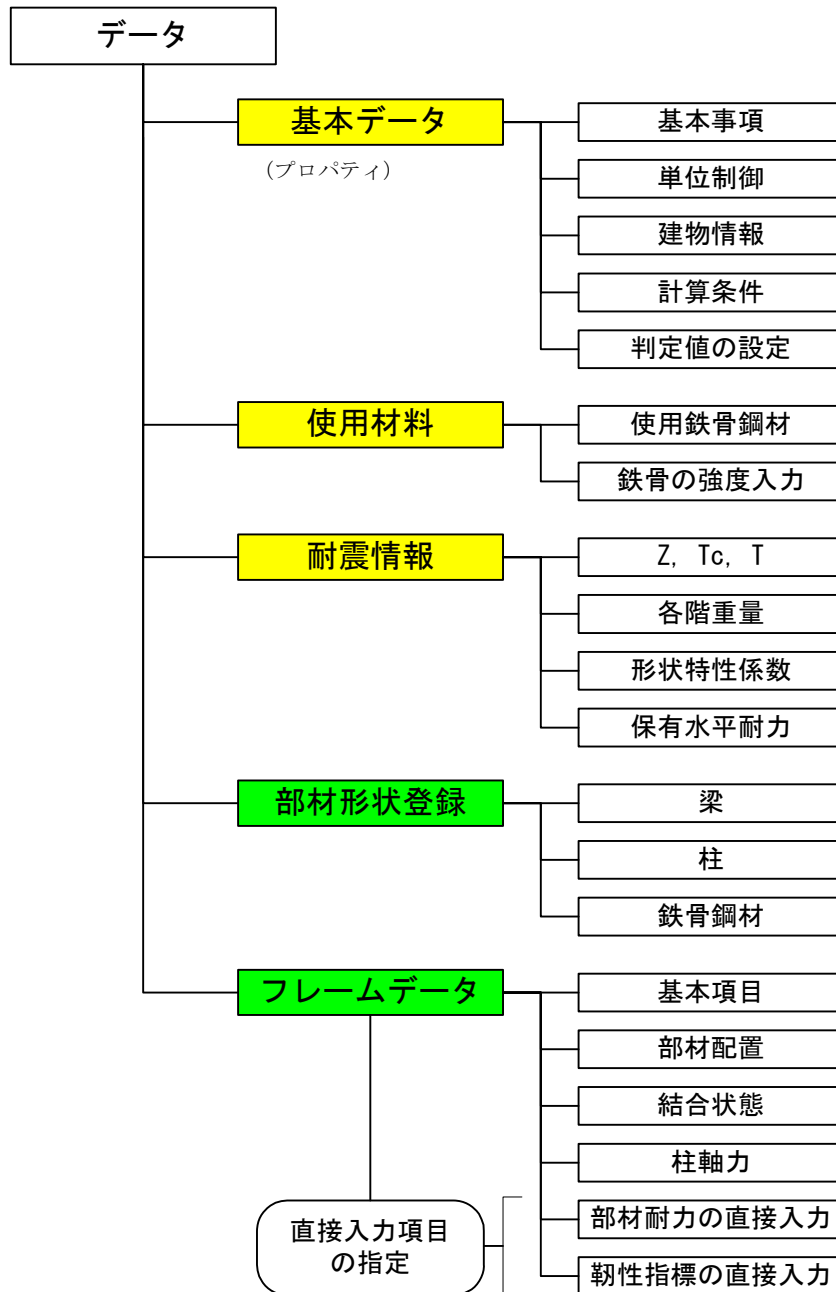 データ
基本データ
(プロパティ)
基本事項
単位制御
建物情報
計算条件
判定値の設定
使用材料
使用鉄骨鋼材
鉄骨の強度入力
耐震情報
Z, Tc, T
各階重量
形状特性係数
保有水平耐力
部材形状登録
梁
柱
鉄骨鋼材
フレームデータ
基本項目
部材配置
結合状態
柱軸力
部材耐力の直接入力
靭性指標の直接入力
直接入力項目
の指定